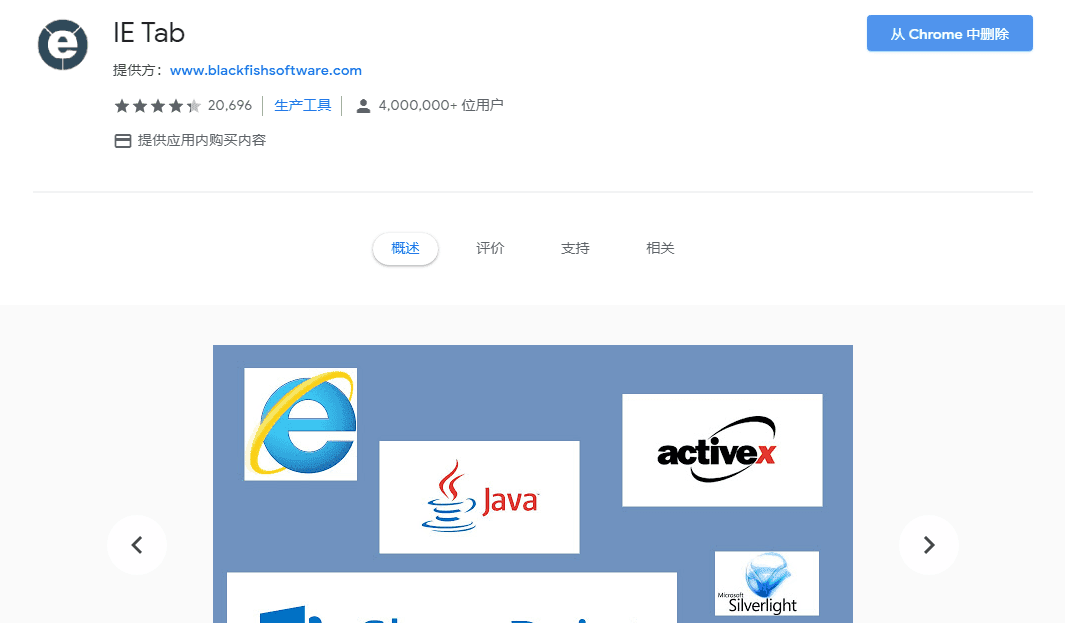 IE Tab
从 Chrome 中删除
提供方：www.blackfishsoftware.com
20,696 生产工具 4,000,000+ 位用户
提供应用内购买内容
概述 评价 支持 相关
activex
Java
Microsoft
Silverlight